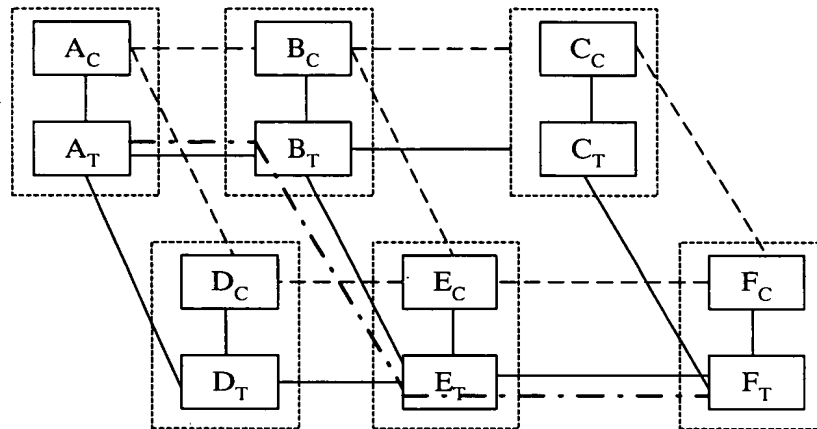 A_C B_C C_C
A_T B_T C_T
D_C E_C F_C
D_T E_T F_T